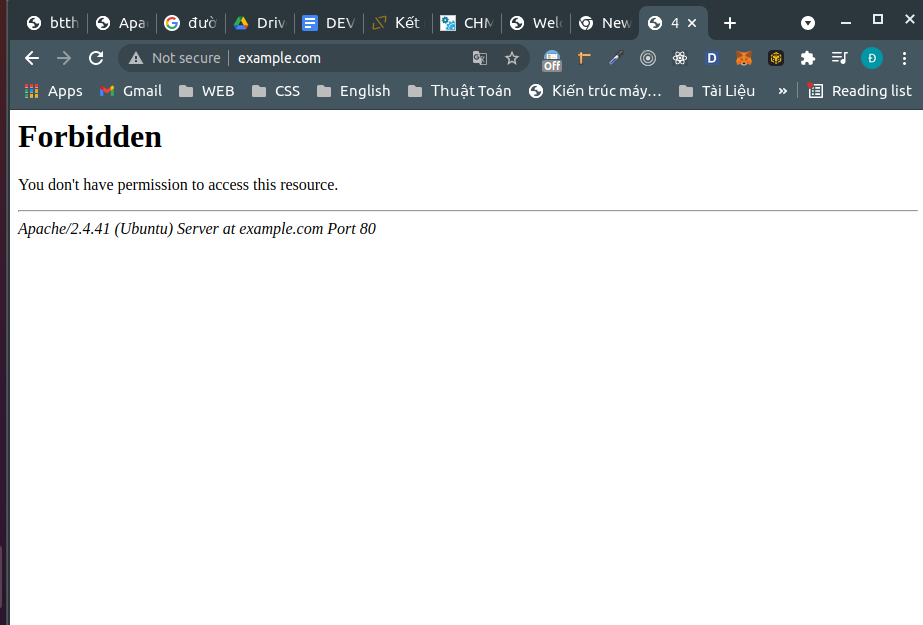 btth Apa đườ Driv DEV Kết CHM Welc New 4
Not secure example.com Off D Đ
Apps Gmail WEB CSS English Thuật Toán Kiến trúc máy... Tài Liệu » Reading list
Forbidden
You don't have permission to access this resource.
Apache/2.4.41 (Ubuntu) Server at example.com Port 80